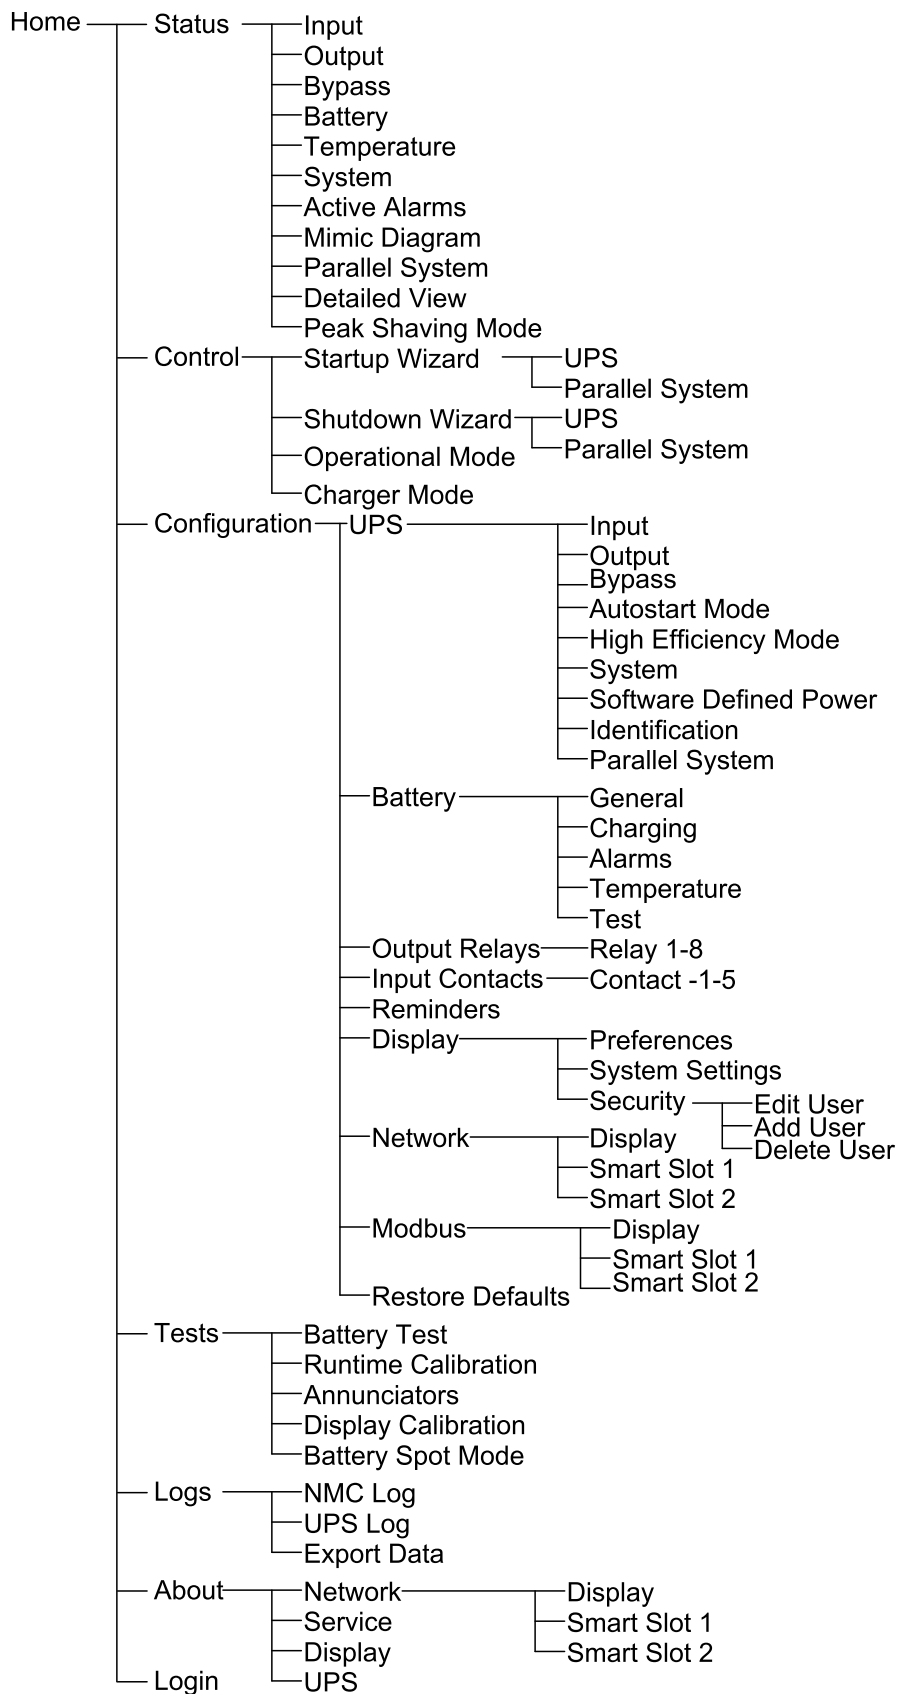 Home
Status
Input
Output
Bypass
Battery
Temperature
System
Active Alarms
Mimic Diagram
Parallel System
Detailed View
Peak Shaving Mode
Control
Startup Wizard
UPS
Parallel System
Shutdown Wizard
UPS
Parallel System
Operational Mode
Charger Mode
Configuration
UPS
Input
Output
Bypass
Autostart Mode
High Efficiency Mode
System
Software Defined Power
Identification
Parallel System
Battery
General
Charging
Alarms
Temperature
Test
Output Relays
Relay 1-8
Input Contacts
Contact -1-5
Reminders
Display
Preferences
System Settings
Security
Edit User
Add User
Delete User
Network
Display
Smart Slot 1
Smart Slot 2
Modbus
Display
Smart Slot 1
Smart Slot 2
Restore Defaults
Tests
Battery Test
Runtime Calibration
Annunciators
Display Calibration
Battery Spot Mode
Logs
NMC Log
UPS Log
Export Data
About
Network
Display
Smart Slot 1
Smart Slot 2
Service
Display
UPS
Login